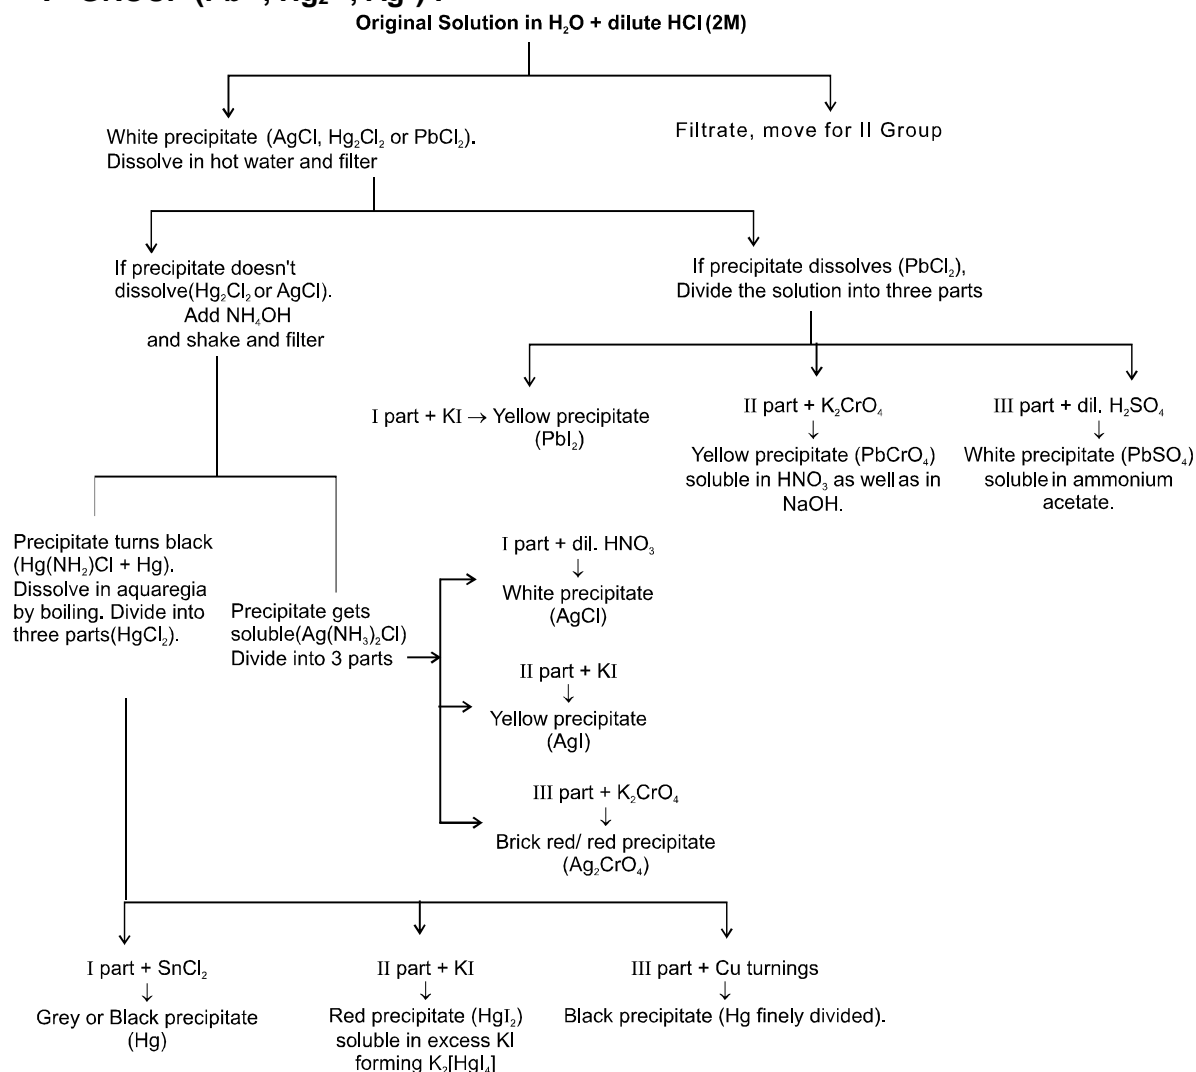 Original Solution in H₂O + dilute HCl (2M)
White precipitate (AgCl, Hg₂Cl₂ or PbCl₂).
Dissolve in hot water and filter
Filtrate, move for II Group
If precipitate doesn't
dissolve(Hg₂Cl₂ or AgCl).
Add NH₄OH
and shake and filter
If precipitate dissolves (PbCl₂),
Divide the solution into three parts
I part + KI → Yellow precipitate
(PbI₂)
II part + K₂CrO₄
↓
Yellow precipitate (PbCrO₄)
soluble in HNO₃ as well as in
NaOH.
III part + dil. H₂SO₄
↓
White precipitate (PbSO₄)
soluble in ammonium
acetate.
Precipitate turns black
(Hg(NH₂)Cl + Hg).
Dissolve in aquaregia
by boiling. Divide into
three parts(HgCl₂).
Precipitate gets
soluble(Ag(NH₃)₂Cl)
Divide into 3 parts
I part + dil. HNO₃
↓
White precipitate
(AgCl)
II part + KI
↓
Yellow precipitate
(AgI)
III part + K₂CrO₄
↓
Brick red/ red precipitate
(Ag₂CrO₄)
I part + SnCl₂
↓
Grey or Black precipitate
(Hg)
II part + KI
↓
Red precipitate (HgI₂)
soluble in excess KI
forming K₂[HgI₄]
III part + Cu turnings
↓
Black precipitate (Hg finely divided).